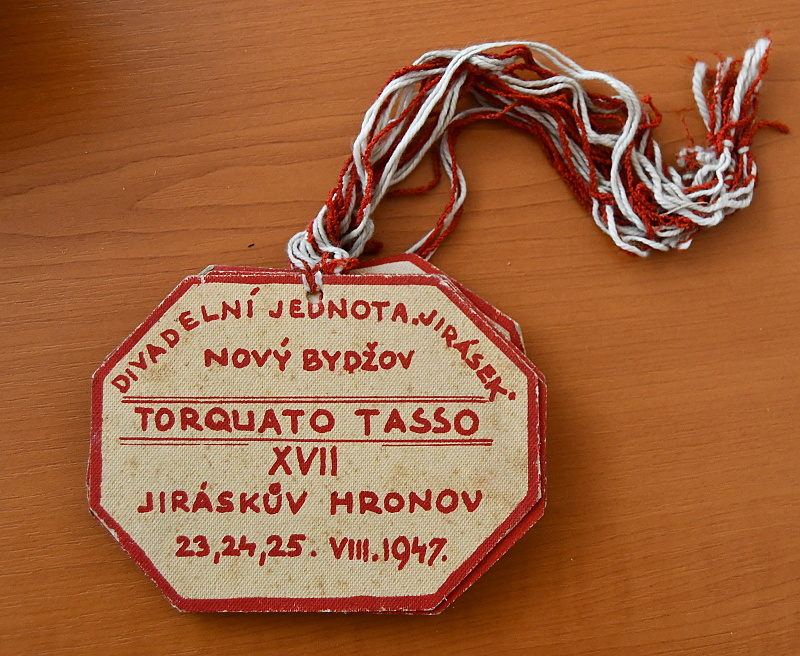 DIVADELNÍ JEDNOTA „JIRÁSEK"
NOVÝ BYDŽOV
TORQUATO TASSO
XVII
JIRÁSKŮV HRONOV
23,24,25. VIII.1947.